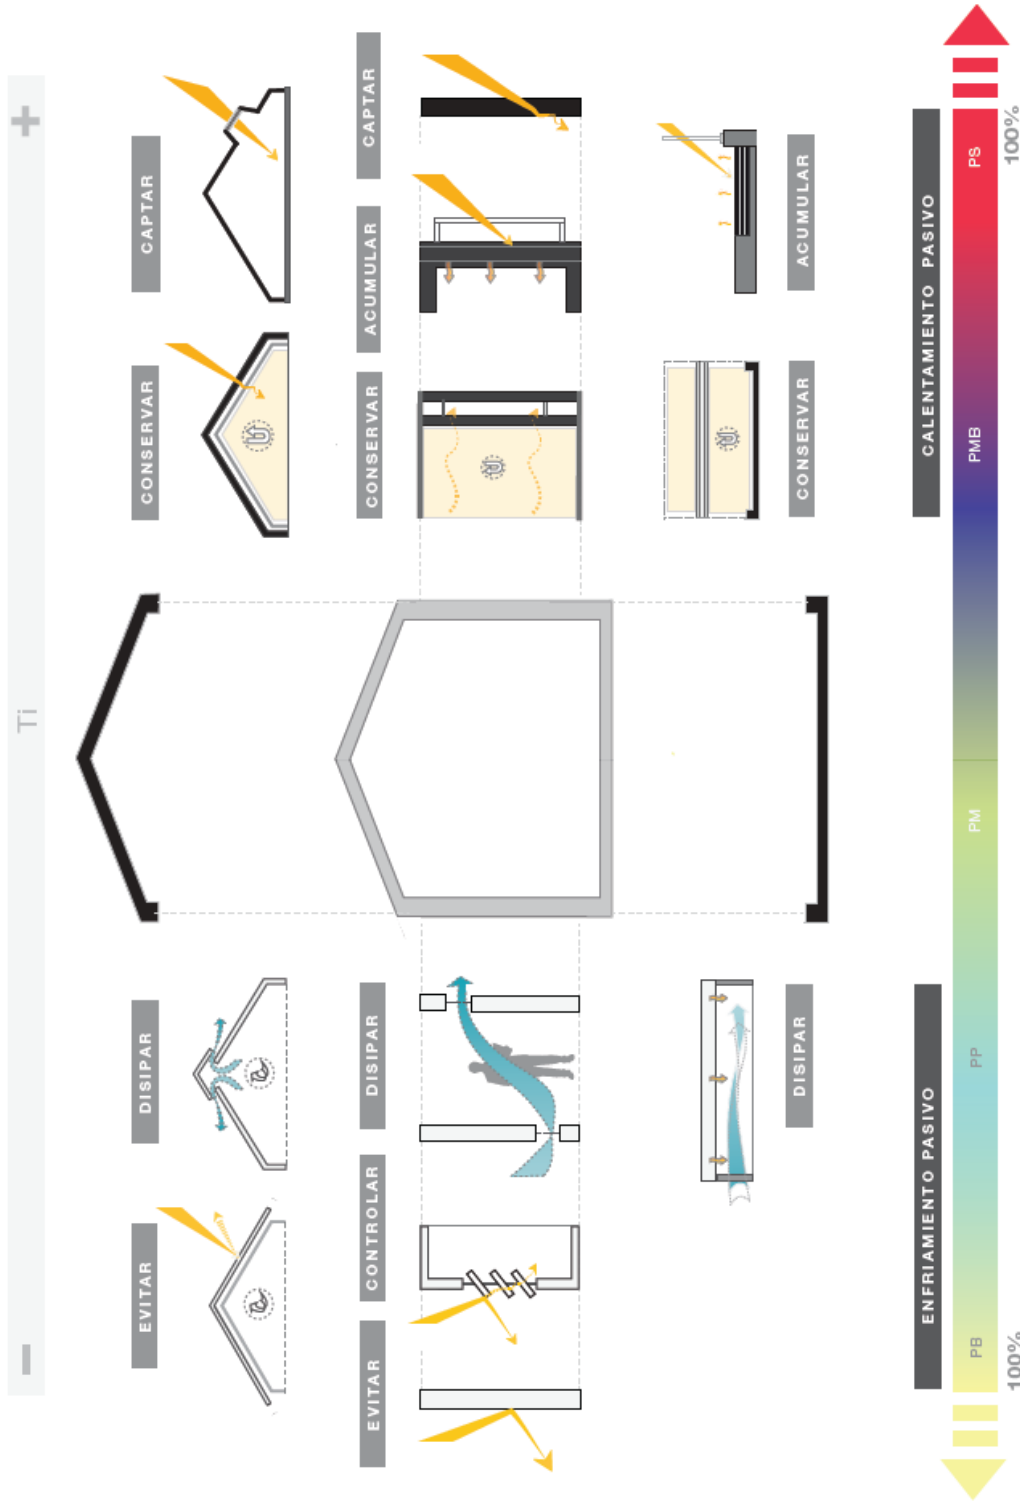 − Ti +
EVITAR
DISIPAR
CONSERVAR
CAPTAR
EVITAR
CONTROLAR
DISIPAR
CONSERVAR
ACUMULAR
CAPTAR
DISIPAR
CONSERVAR
ACUMULAR
ENFRIAMIENTO PASIVO
CALENTAMIENTO PASIVO
PB
PP
PM
PMB
PS
100%
100%